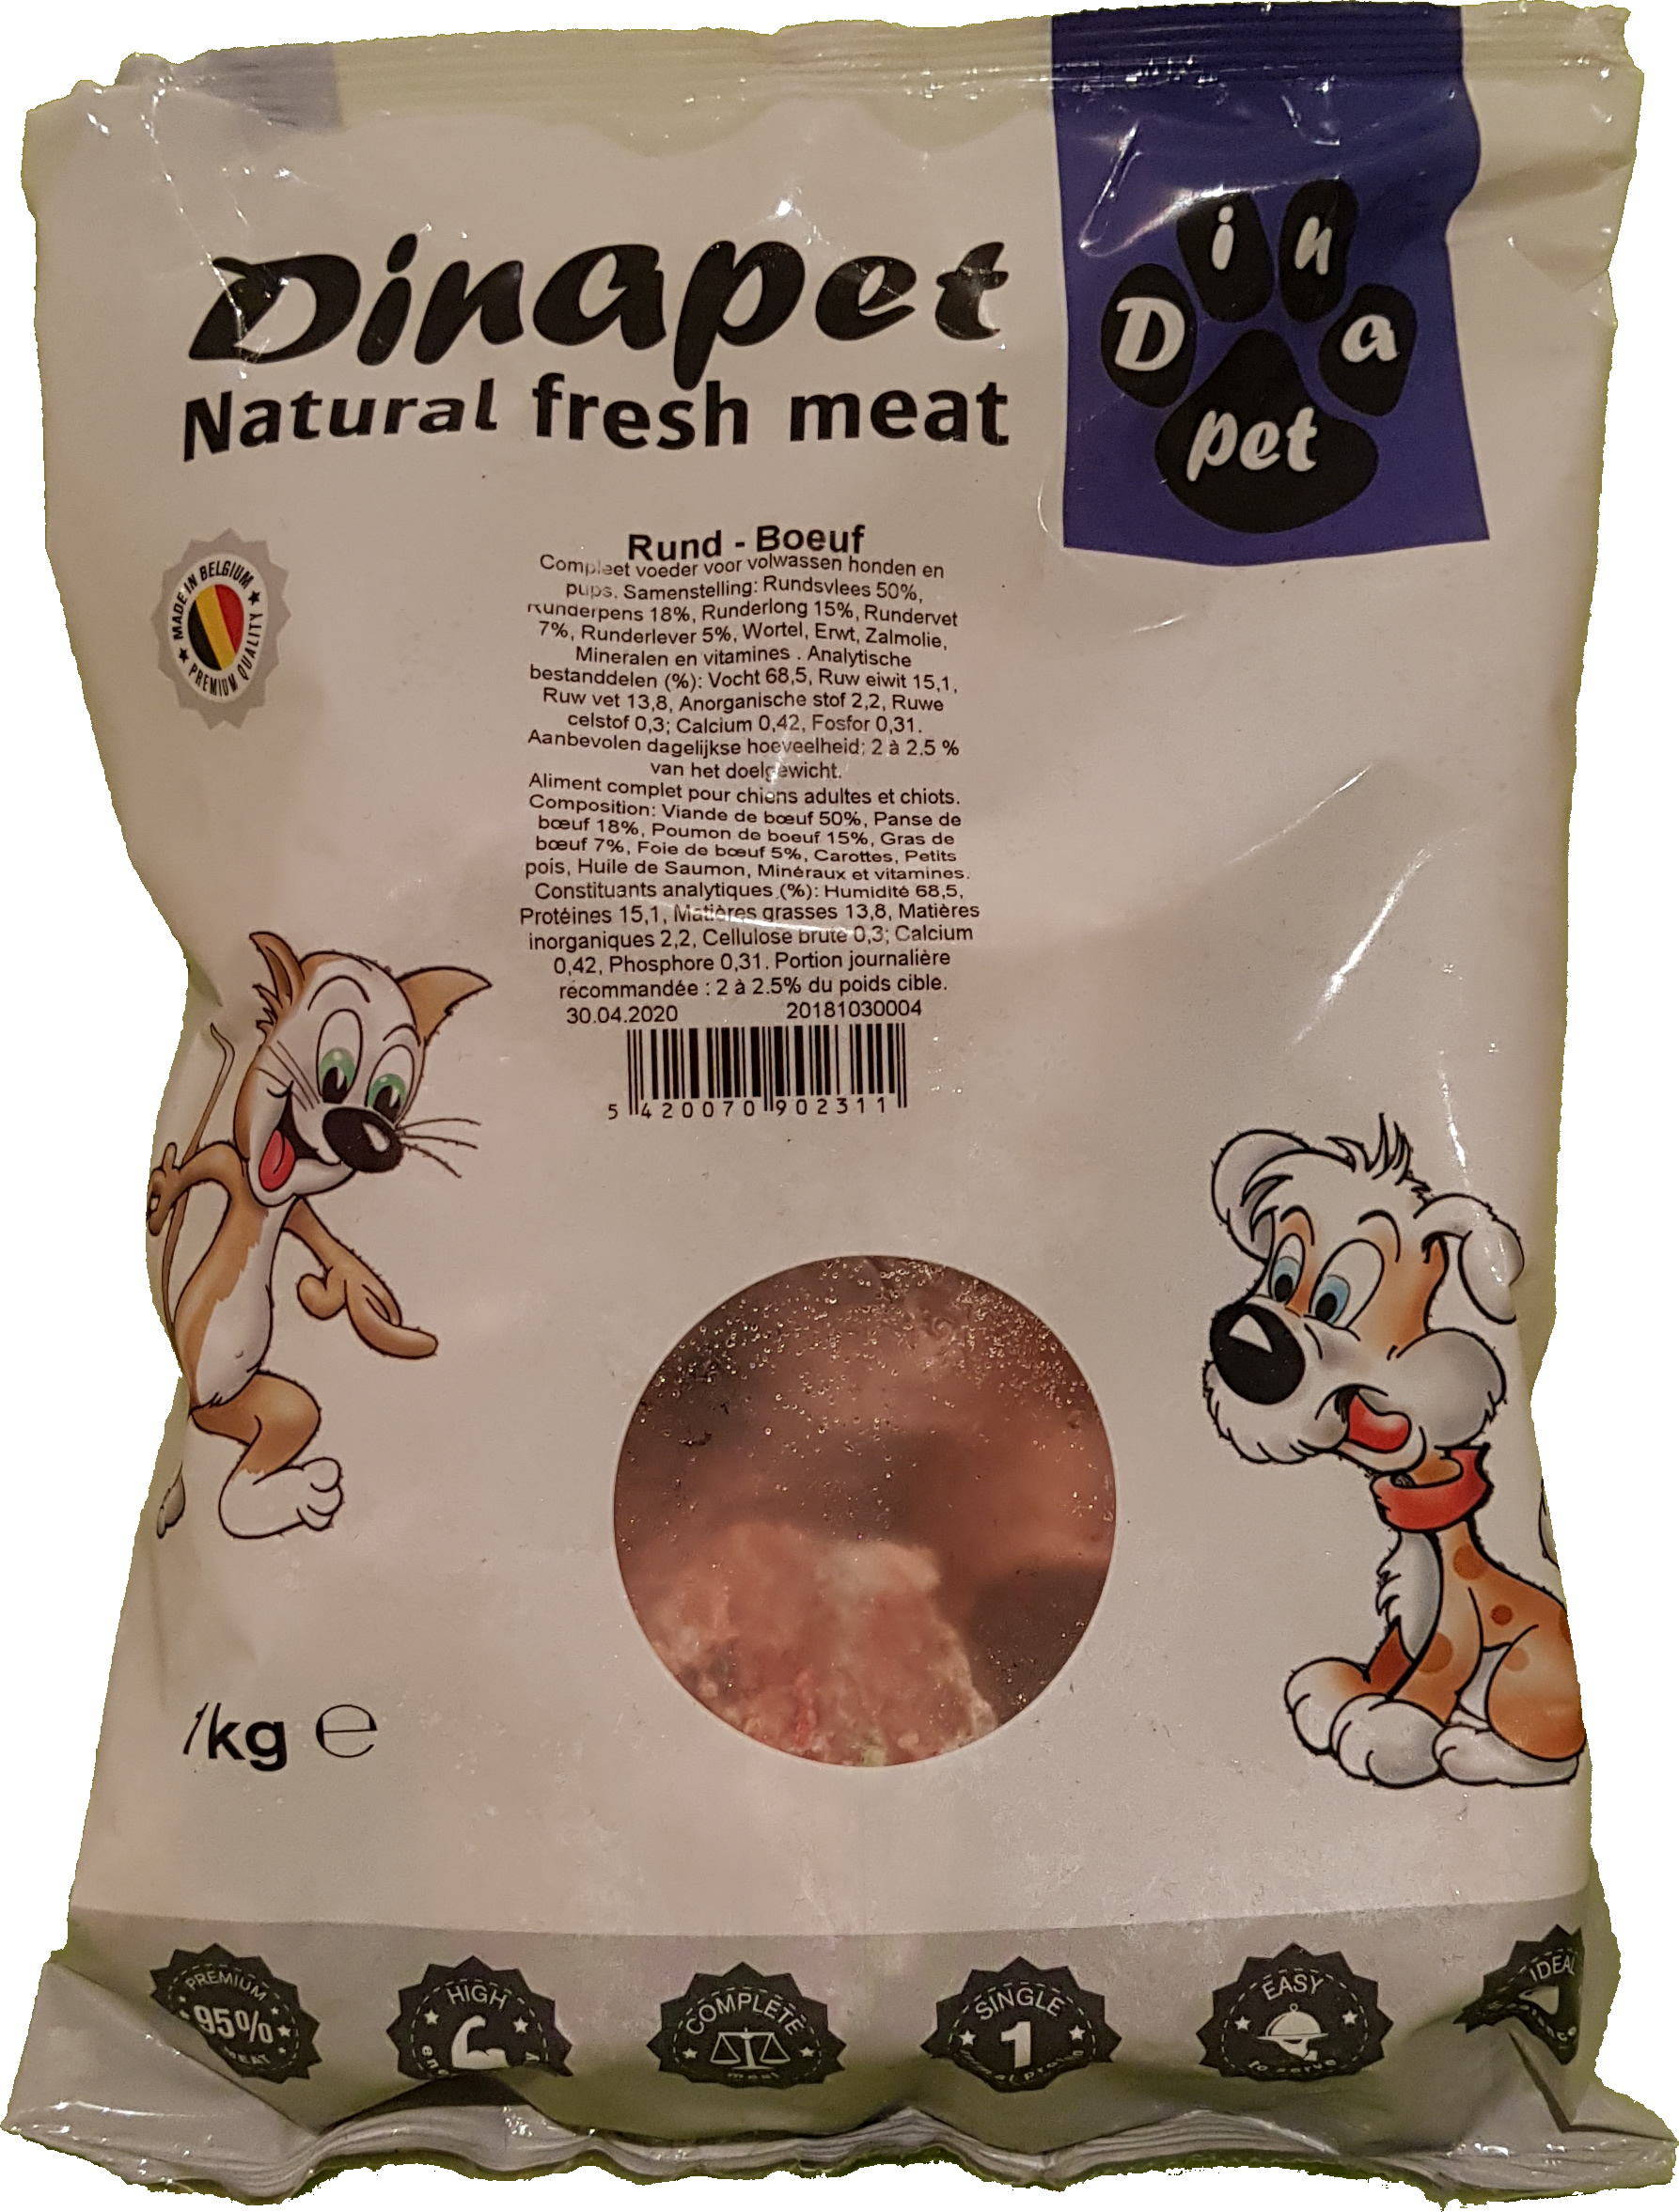 Dinapet
Natural fresh meat
D i n a
pet
MADE IN BELGIUM
PREMIUM QUALITY
Rund - Boeuf
Compleet voeder voor volwassen honden en
pups. Samenstelling: Rundsvlees 50%,
Runderpens 18%, Runderlong 15%, Rundervet
7%, Runderlever 5%, Wortel, Erwt, Zalmolie,
Mineralen en vitamines . Analytische
bestanddelen (%): Vocht 68,5, Ruw eiwit 15,1,
Ruw vet 13,8, Anorganische stof 2,2, Ruwe
celstof 0,3; Calcium 0,42, Fosfor 0,31.
Aanbevolen dagelijkse hoeveelheid; 2 à 2.5 %
van het doelgewicht.
Aliment complet pour chiens adultes et chiots.
Composition: Viande de bœuf 50%, Panse de
bœuf 18%, Poumon de boeuf 15%, Gras de
bœuf 7%, Foie de bœuf 5%, Carottes, Petits
pois, Huile de Saumon, Minéraux et vitamines.
Constituants analytiques (%): Humidité 68,5,
Protéines 15,1, Matières grasses 13,8, Matières
inorganiques 2,2, Cellulose brute 0,3; Calcium
0,42, Phosphore 0,31. Portion journalière
recommandée : 2 à 2.5% du poids cible.
30.04.2020 20181030004
5 420070 902311
1kg ℮
PREMIUM
95%
MEAT
HIGH
COMPLETE
meal
SINGLE
1
EASY
to serve
IDEAL